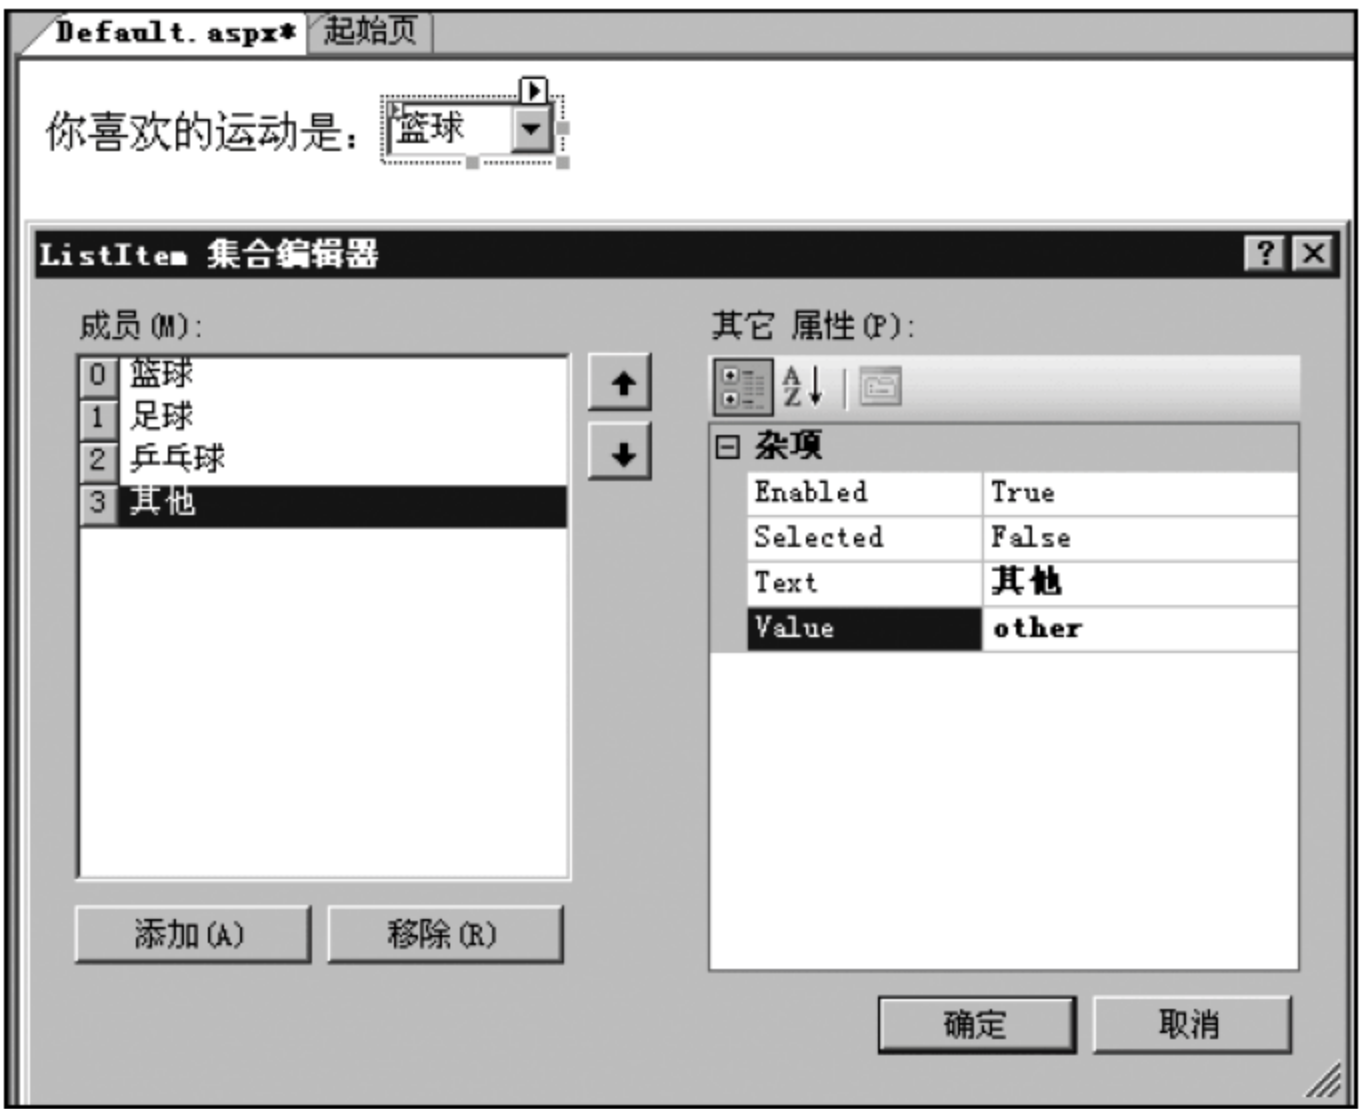 Default.aspx* 起始页
你喜欢的运动是：篮球
ListItem 集合编辑器
成员(M):
0 篮球
1 足球
2 乒乓球
3 其他
添加(A) 移除(R)
其它 属性(P):
杂项
Enabled True
Selected False
Text 其他
Value other
确定 取消